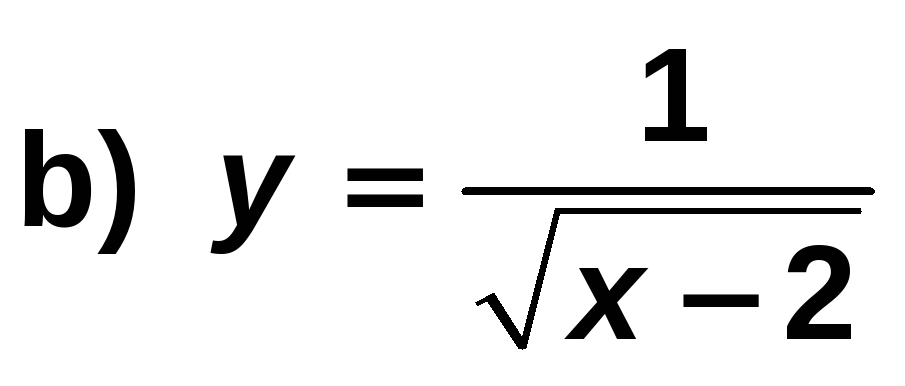 b) y = 1/√(x − 2)